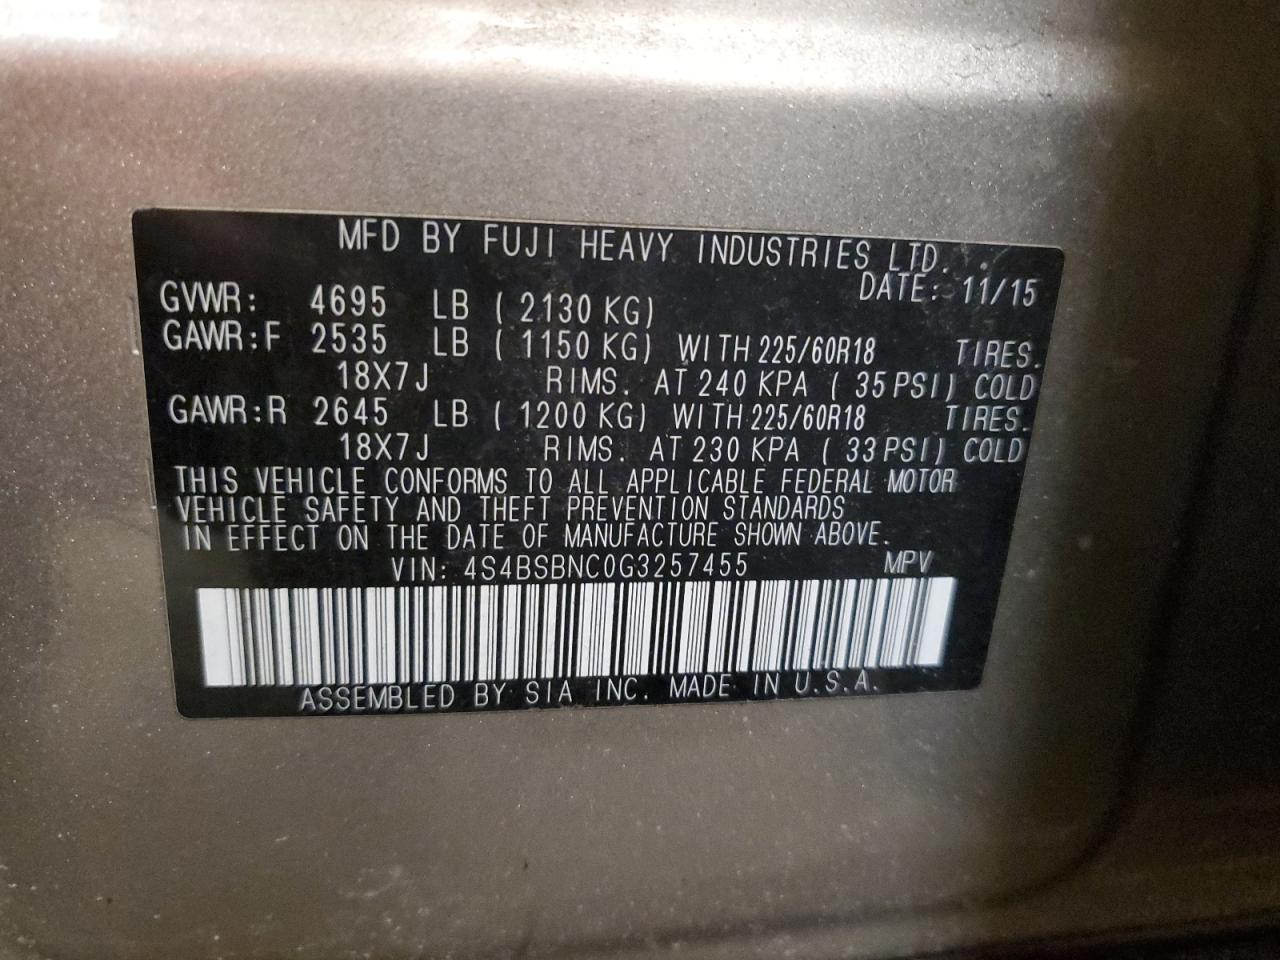 MFD BY FUJI HEAVY INDUSTRIES LTD.
DATE: 11/15
GVWR: 4695 LB ( 2130 KG)
GAWR:F 2535 LB ( 1150 KG) WITH 225/60R18 TIRES.
18X7J RIMS. AT 240 KPA ( 35 PSI) COLD
GAWR:R 2645 LB ( 1200 KG) WITH 225/60R18 TIRES.
18X7J RIMS. AT 230 KPA ( 33 PSI) COLD
THIS VEHICLE CONFORMS TO ALL APPLICABLE FEDERAL MOTOR
VEHICLE SAFETY AND THEFT PREVENTION STANDARDS
IN EFFECT ON THE DATE OF MANUFACTURE SHOWN ABOVE.
VIN: 4S4BSBNC0G3257455 MPV
ASSEMBLED BY SIA INC. MADE IN U.S.A.